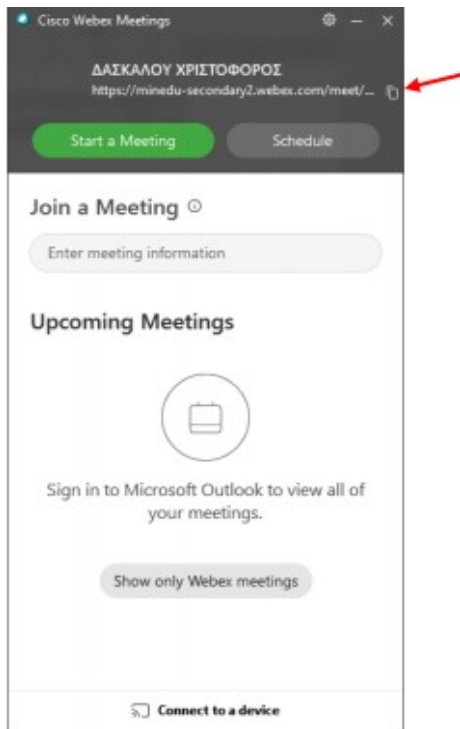 Cisco Webex Meetings
ΔΑΣΚΑΛΟΥ ΧΡΙΣΤΟΦΟΡΟΣ
https://minedu-secondary2.webex.com/meet/...
Start a Meeting
Schedule
Join a Meeting
Enter meeting information
Upcoming Meetings
Sign in to Microsoft Outlook to view all of
your meetings.
Show only Webex meetings
Connect to a device